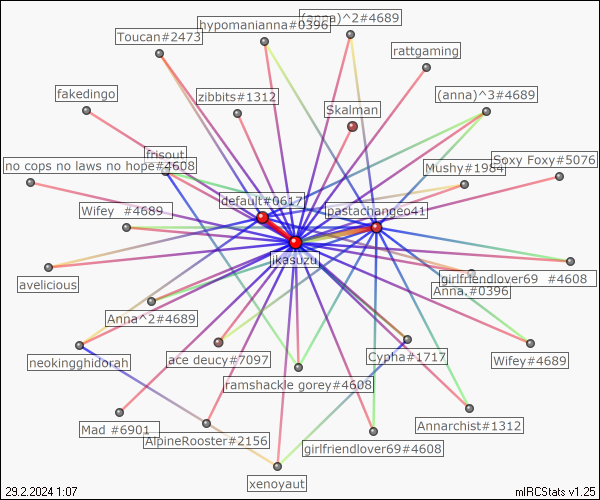 (anna)^2#4689
hypomanianna#0396
Toucan#2473
rattgaming
fakedingo
zibbits#1312
(anna)^3#4689
Skalman
frisout
no cops no laws no hope#4608
Mushy#1984
Soxy Foxy#5076
default#0617
Wifey #4689
pastachangeo41
likasuzu
girlfriendlover69 #4608
avelicious
Anna.#0396
Anna^2#4689
neokingghidorah
ace deucy#7097
Cypha#1717
Wifey#4689
ramshackle gorey#4608
Mad #6901
AlpineRooster#2156
Annarchist#1312
girlfriendlover69#4608
xenoyaut
29.2.2024 1:07
mIRCStats v1.25